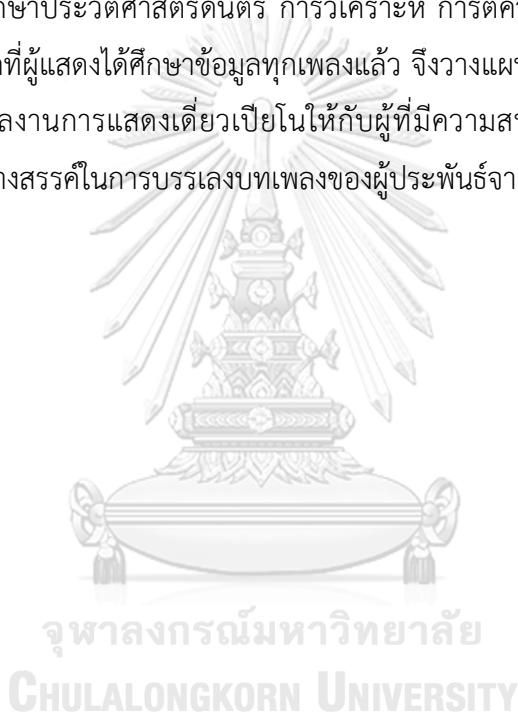 กษาประวัติศาสตร์ดนตรี การวิเคราะห์ การตีคว
ที่ผู้แสดงได้ศึกษาข้อมูลทุกเพลงแล้ว จึงวางแผน
ลงานการแสดงเดี่ยวเปียโนให้กับผู้ที่มีความสน
างสรรค์ในการบรรเลงบทเพลงของผู้ประพันธ์จา
จุฬาลงกรณ์มหาวิทยาลัย
CHULALONGKORN UNIVERSITY